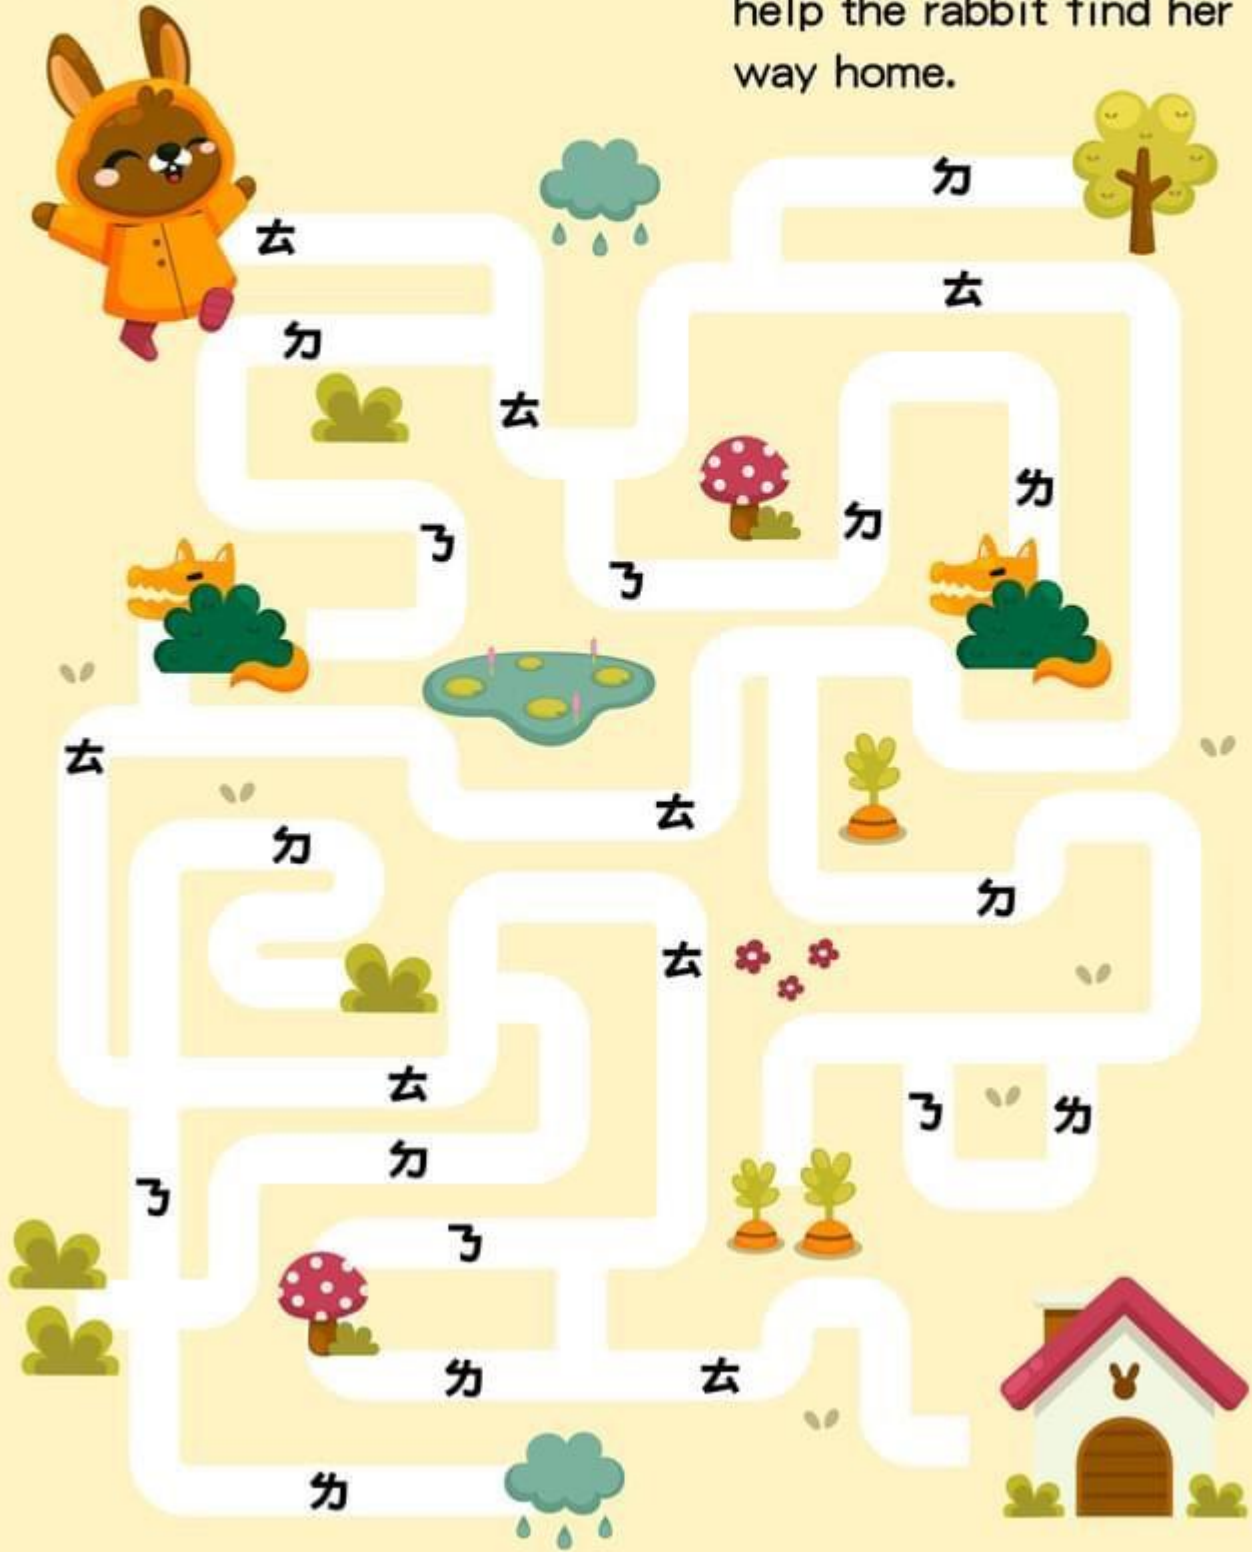 help the rabbit find her
way home.
ㄉ
ㄊ
ㄊ
ㄉ
ㄊ
ㄌ
ㄉ
ㄋ
ㄋ
ㄊ
ㄊ
ㄉ
ㄉ
ㄊ
ㄊ
ㄋ ㄌ
ㄉ
ㄋ
ㄋ
ㄌ ㄊ
ㄌ